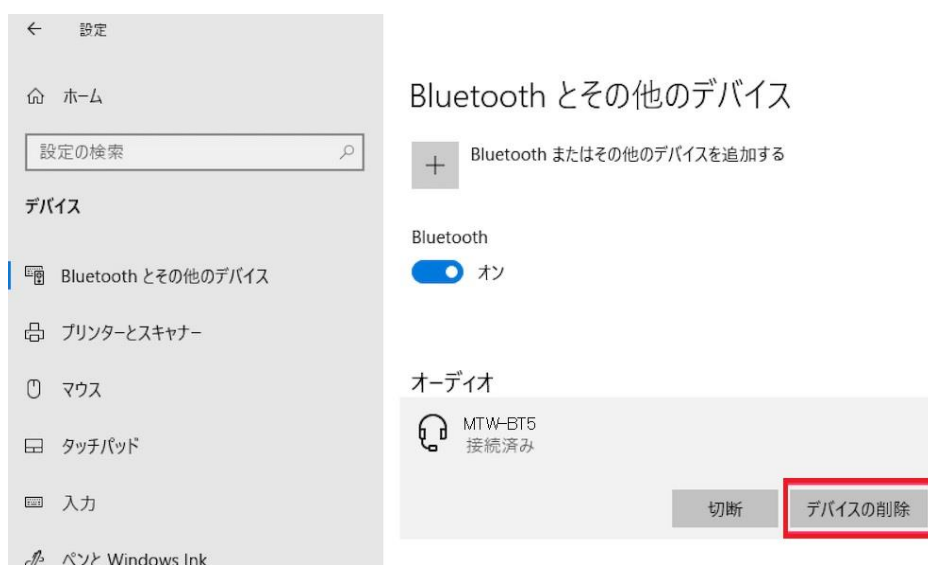 設定
ホーム
設定の検索
デバイス
Bluetooth とその他のデバイス
プリンターとスキャナー
マウス
タッチパッド
入力
ペンと Windows Ink
Bluetooth とその他のデバイス
Bluetooth またはその他のデバイスを追加する
Bluetooth
オン
オーディオ
MTW-BT5
接続済み
切断 デバイスの削除